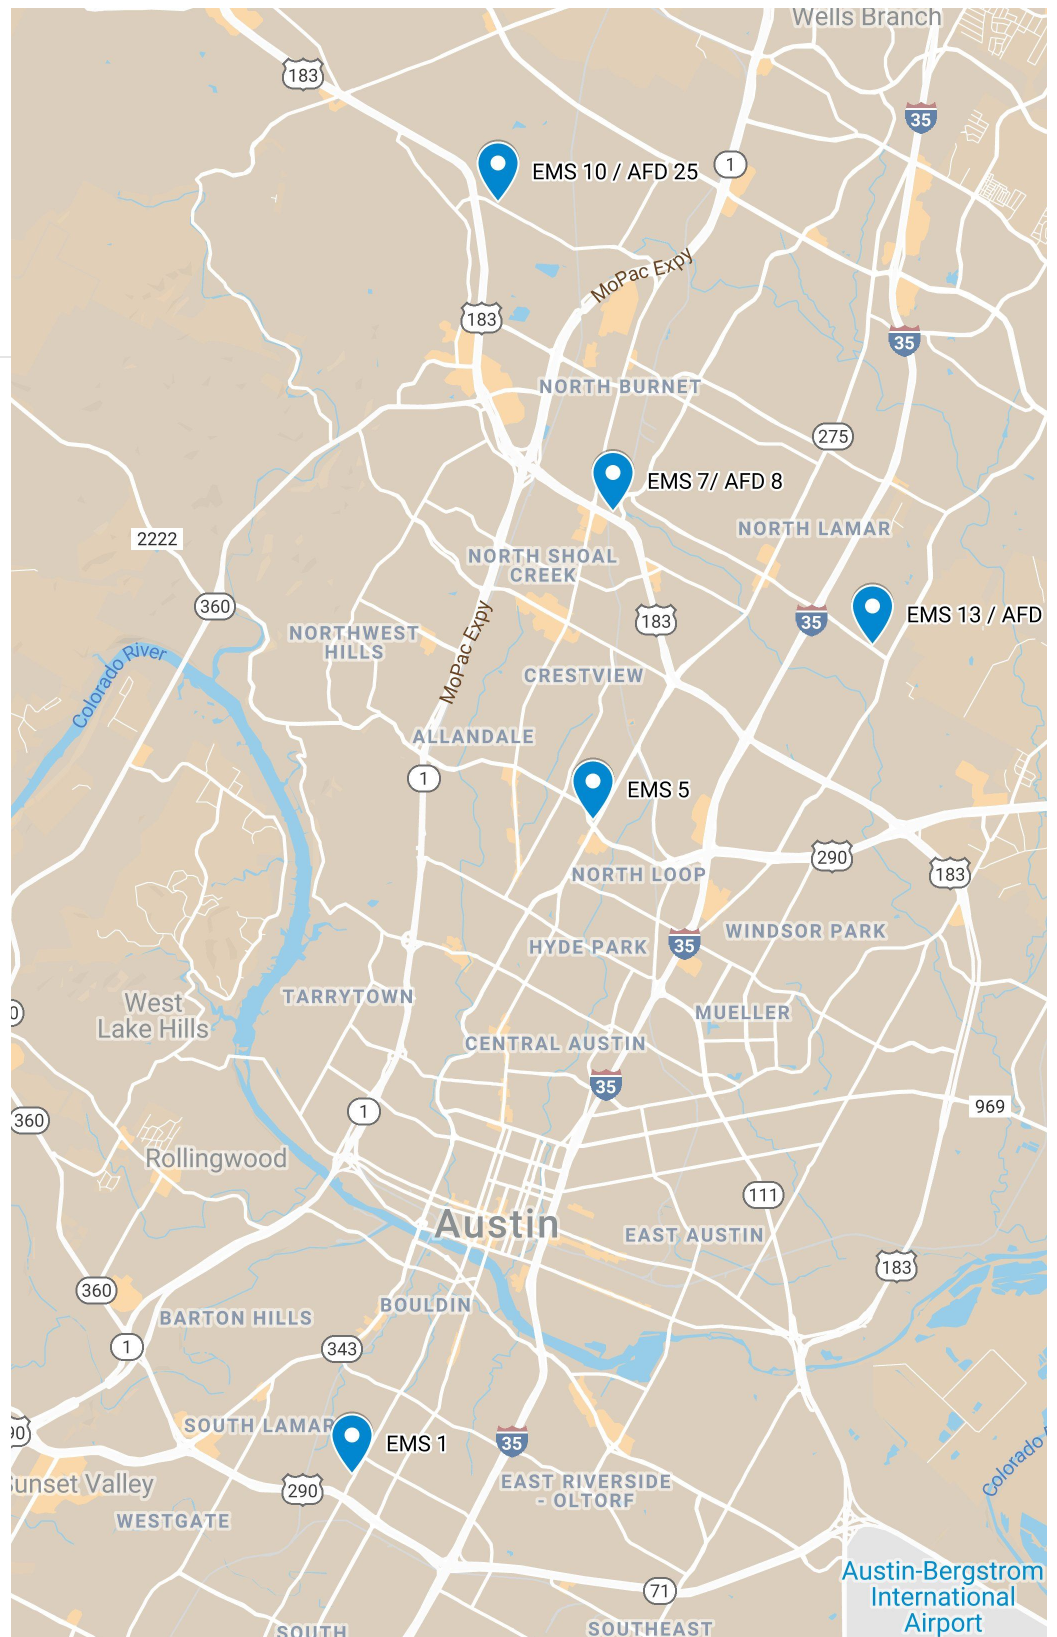 Wells Branch
183
35
1
EMS 10 / AFD 25
MoPac Expy
183
35
NORTH BURNET
275
EMS 7/ AFD 8
NORTH LAMAR
2222
NORTH SHOAL
CREEK
360
183
35
EMS 13 / AFD
NORTHWEST
HILLS
MoPac Expy
Colorado River
CRESTVIEW
ALLANDALE
1
EMS 5
290
183
NORTH LOOP
WINDSOR PARK
HYDE PARK
35
TARRYTOWN
West
Lake Hills
MUELLER
CENTRAL AUSTIN
35
969
1
360
Rollingwood
111
Austin
EAST AUSTIN
183
360
BOULDIN
BARTON HILLS
1
343
SOUTH LAMAR
EMS 1
35
Sunset Valley
290
EAST RIVERSIDE
- OLTORF
Colorado
WESTGATE
71
Austin-Bergstrom
International
Airport
SOUTH
SOUTHEAST